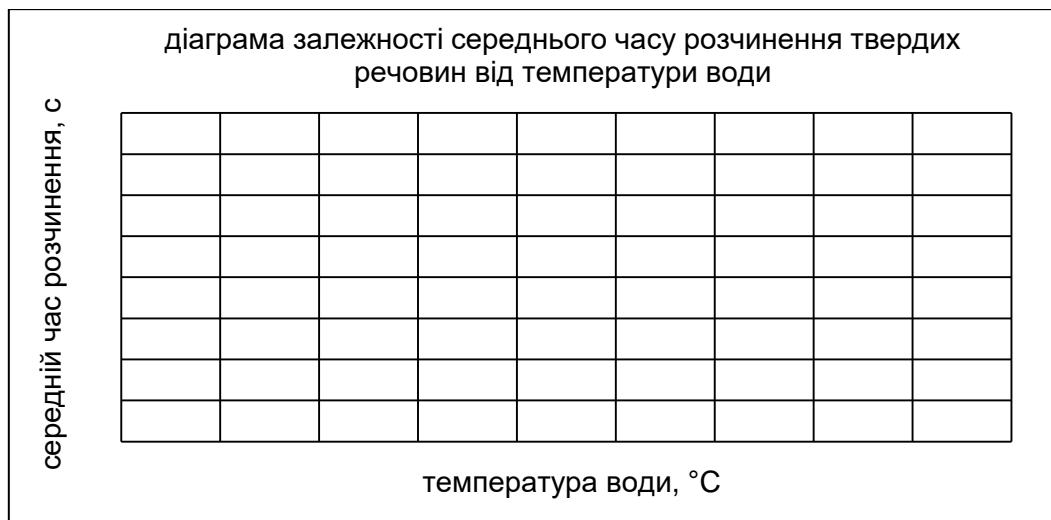 діаграма залежності середнього часу розчинення твердих
речовин від температури води
середній час розчинення, с
температура води, °С